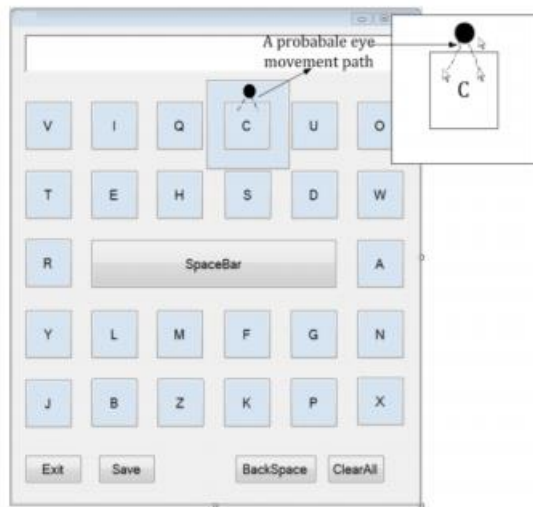 A probabale eye
movement path
C
V I Q C U O
T E H S D W
R SpaceBar A
Y L M F G N
J B Z K P X
Exit Save BackSpace ClearAll